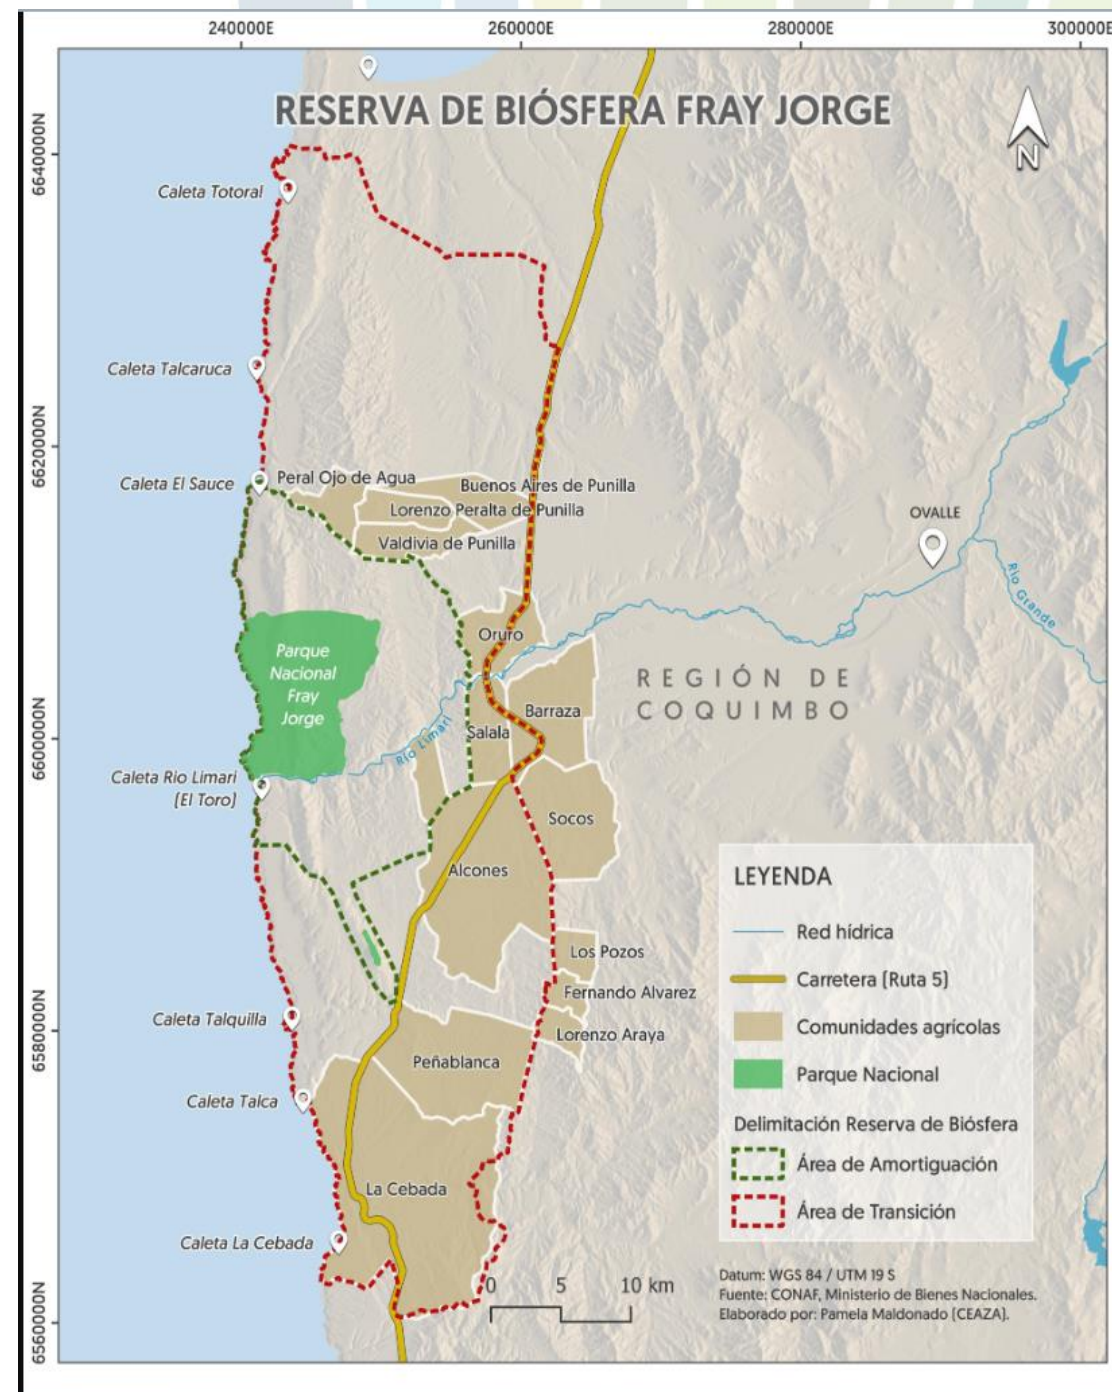 240000E
260000E
280000E
300000E
RESERVA DE BIÓSFERA FRAY JORGE
N
6640000N
6620000N
6600000N
6580000N
6560000N
Caleta Totoral
Caleta Talcaruca
Caleta El Sauce
Peral Ojo de Agua
Buenos Aires de Punilla
Lorenzo Peralta de Punilla
Valdivia de Punilla
OVALLE
Río Grande
Oruro
Parque
Nacional
Fray
Jorge
REGIÓN DE
COQUIMBO
Barraza
Salala
Río Limarí
Caleta Rio Limari
[El Toro]
Socos
Alcones
Los Pozos
Fernando Alvarez
Lorenzo Araya
Caleta Talquilla
Peñablanca
Caleta Talca
La Cebada
Caleta La Cebada
LEYENDA
Red hídrica
Carretera [Ruta 5]
Comunidades agrícolas
Parque Nacional
Delimitación Reserva de Biósfera
Área de Amortiguación
Área de Transición
0 5 10 km
Datum: WGS 84 / UTM 19 S
Fuente: CONAF, Ministerio de Bienes Nacionales.
Elaborado por: Pamela Maldonado [CEAZA].